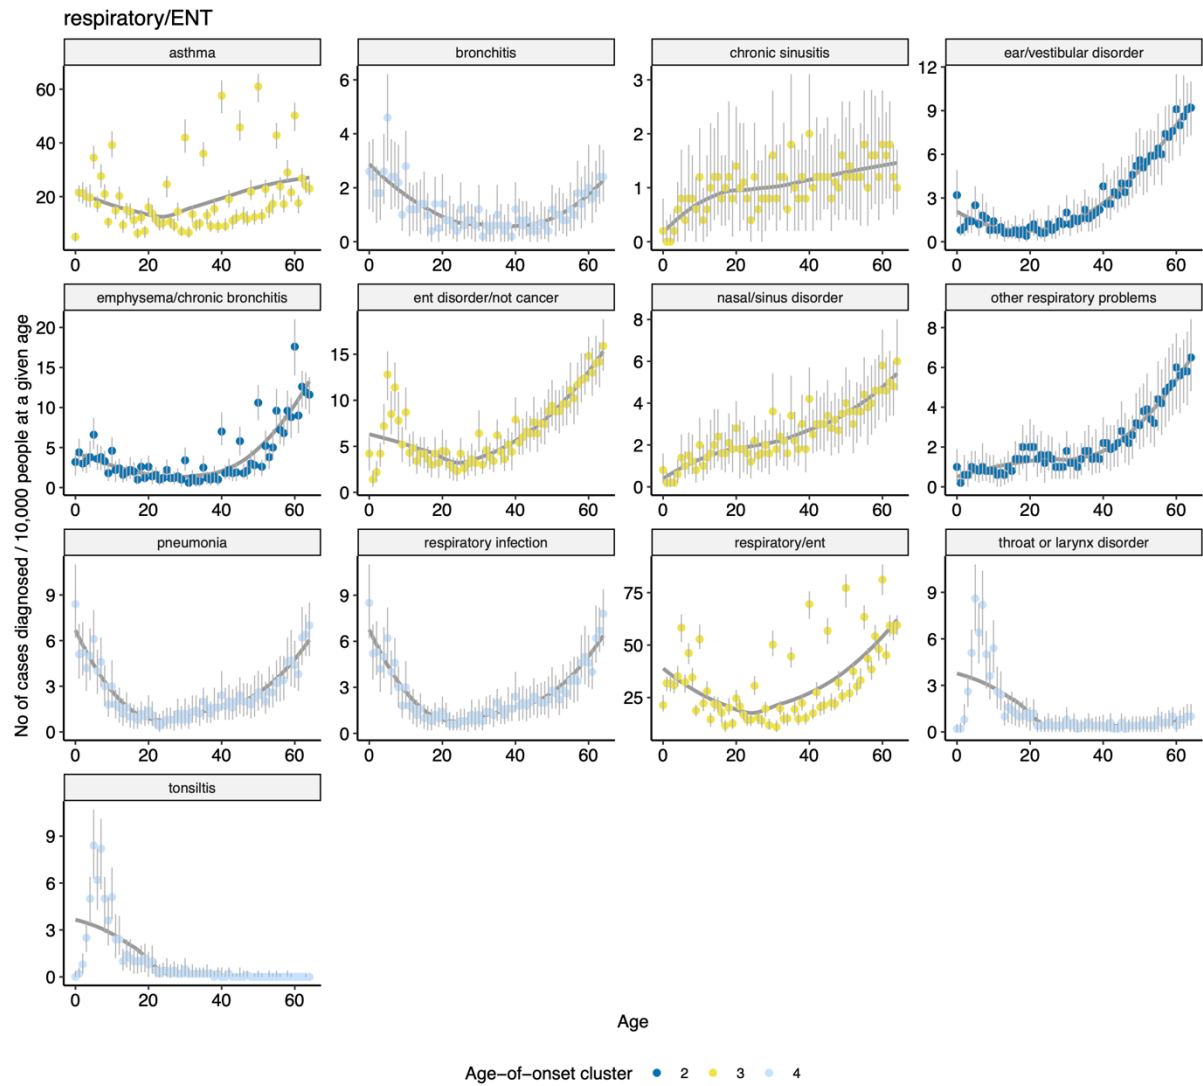 respiratory/ENT
asthma
bronchitis
chronic sinusitis
ear/vestibular disorder
60
40
20
0 20 40 60
6
4
2
0
0 20 40 60
3
2
1
0
0 20 40 60
12
9
6
3
0
0 20 40 60
No of cases diagnosed / 10,000 people at a given age
emphysema/chronic bronchitis
ent disorder/not cancer
nasal/sinus disorder
other respiratory problems
20
15
10
5
0
0 20 40 60
15
10
5
0
0 20 40 60
8
6
4
2
0
0 20 40 60
8
6
4
2
0
0 20 40 60
pneumonia
respiratory infection
respiratory/ent
throat or larynx disorder
9
6
3
0
0 20 40 60
9
6
3
0
0 20 40 60
75
50
25
0 20 40 60
9
6
3
0
0 20 40 60
tonsiltis
9
6
3
0
0 20 40 60
Age
Age−of−onset cluster 2 3 4